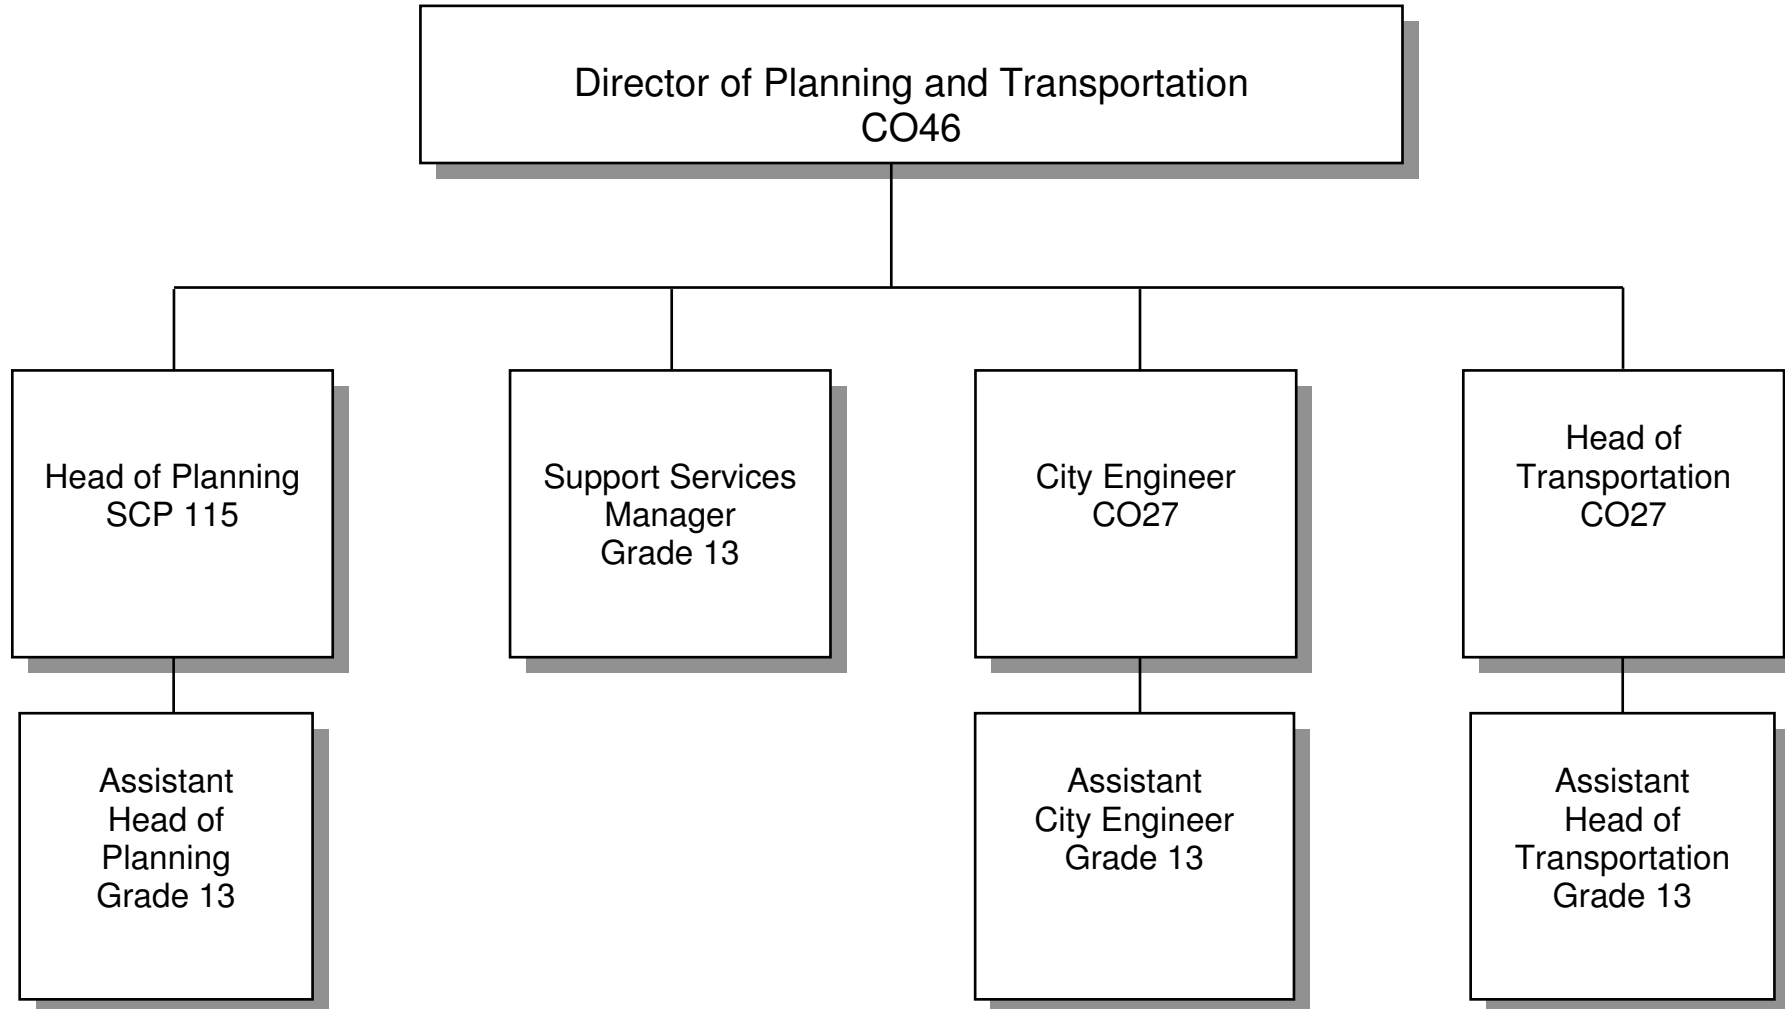 Director of Planning and Transportation
CO46
Head of Planning
SCP 115
Support Services
Manager
Grade 13
City Engineer
CO27
Head of
Transportation
CO27
Assistant
Head of
Planning
Grade 13
Assistant
City Engineer
Grade 13
Assistant
Head of
Transportation
Grade 13